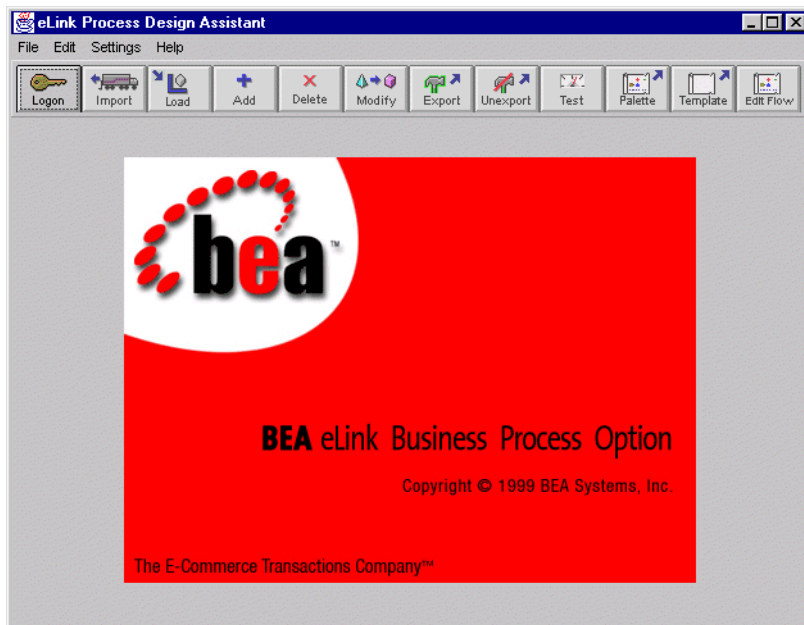 eLink Process Design Assistant
File Edit Settings Help
Logon Import Load Add Delete Modify Export Unexport Test Palette Template Edit Flow
bea™
BEA eLink Business Process Option
Copyright © 1999 BEA Systems, Inc.
The E-Commerce Transactions Company™